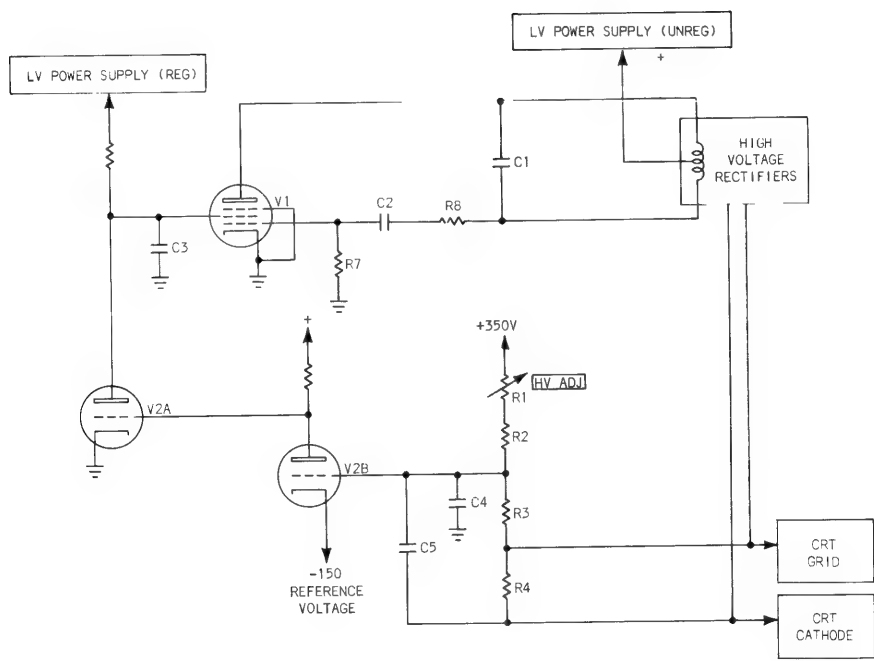 LV POWER SUPPLY (UNREG)
+
LV POWER SUPPLY (REG)
HIGH
VOLTAGE
RECTIFIERS
C1
V1
C2
R8
C3
R7
+
+350V
HV ADJ
R1
V2A
R2
V2B
C4
R3
C5
-150
REFERENCE
VOLTAGE
R4
CRT
GRID
CRT
CATHODE